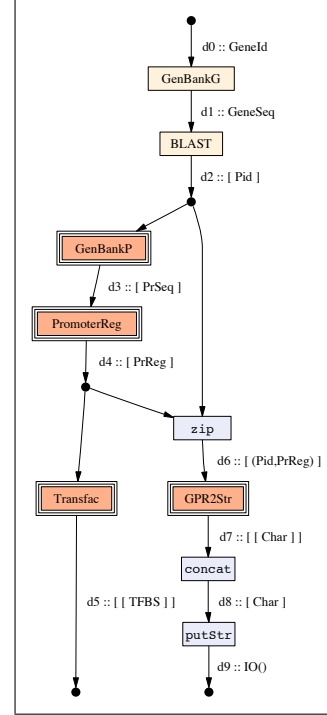 d0 :: GeneId
GenBankG
d1 :: GeneSeq
BLAST
d2 :: [ Pid ]
GenBankP
d3 :: [ PrSeq ]
PromoterReg
d4 :: [ PrReg ]
zip
d6 :: [ (Pid,PrReg) ]
Transfac
GPR2Str
d7 :: [ [ Char ] ]
concat
d5 :: [ [ TFBS ] ]
d8 :: [ Char ]
putStr
d9 :: IO()